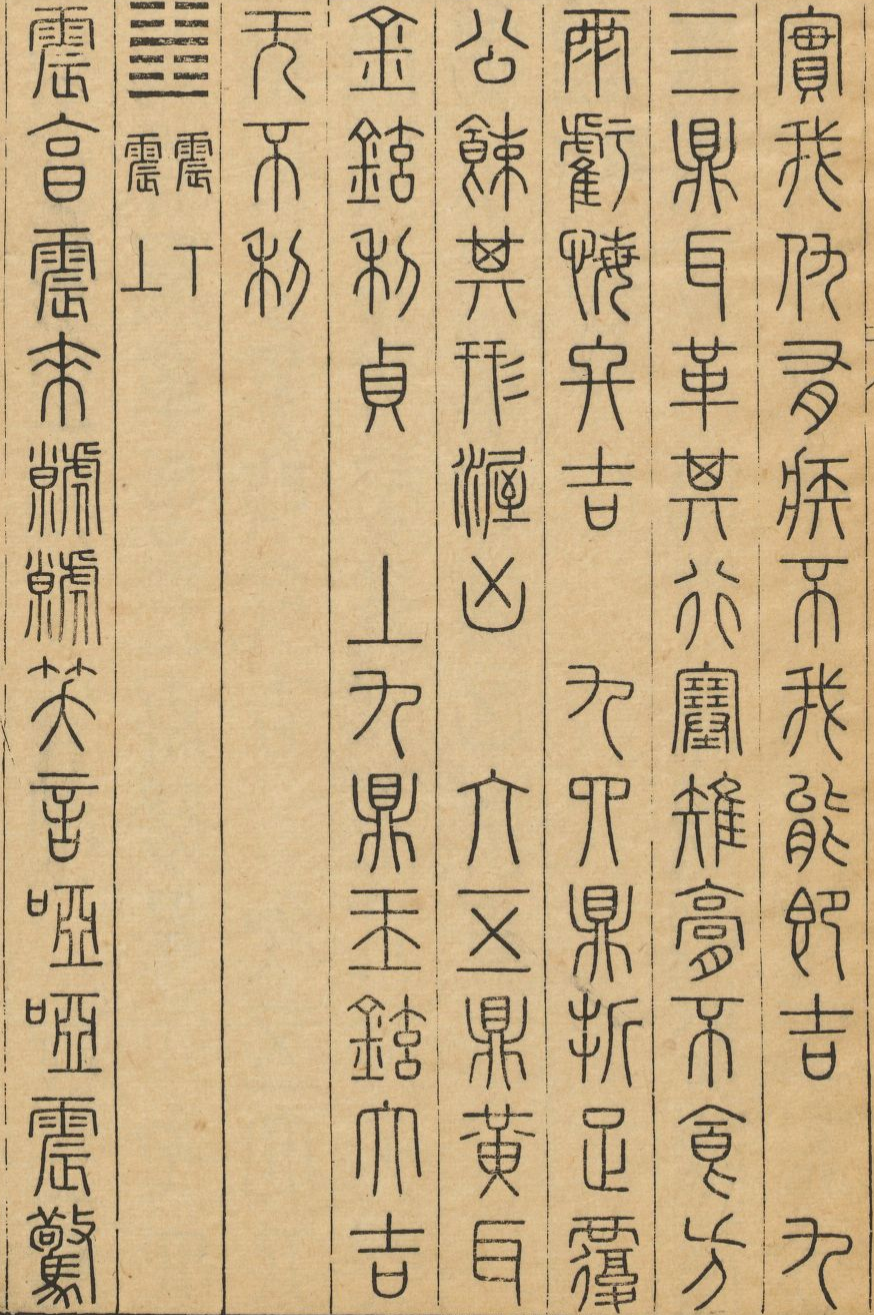 實我仇有疾不我能即吉　九
三鼎耳革其行塞雉膏不食方
雨虧悔終吉　九四鼎折足覆
公餗其形渥凶　六五鼎黃耳
金鉉利貞　上九鼎玉鉉大吉
无不利
䷲震下震上
震亨震來虩虩笑言啞啞震驚